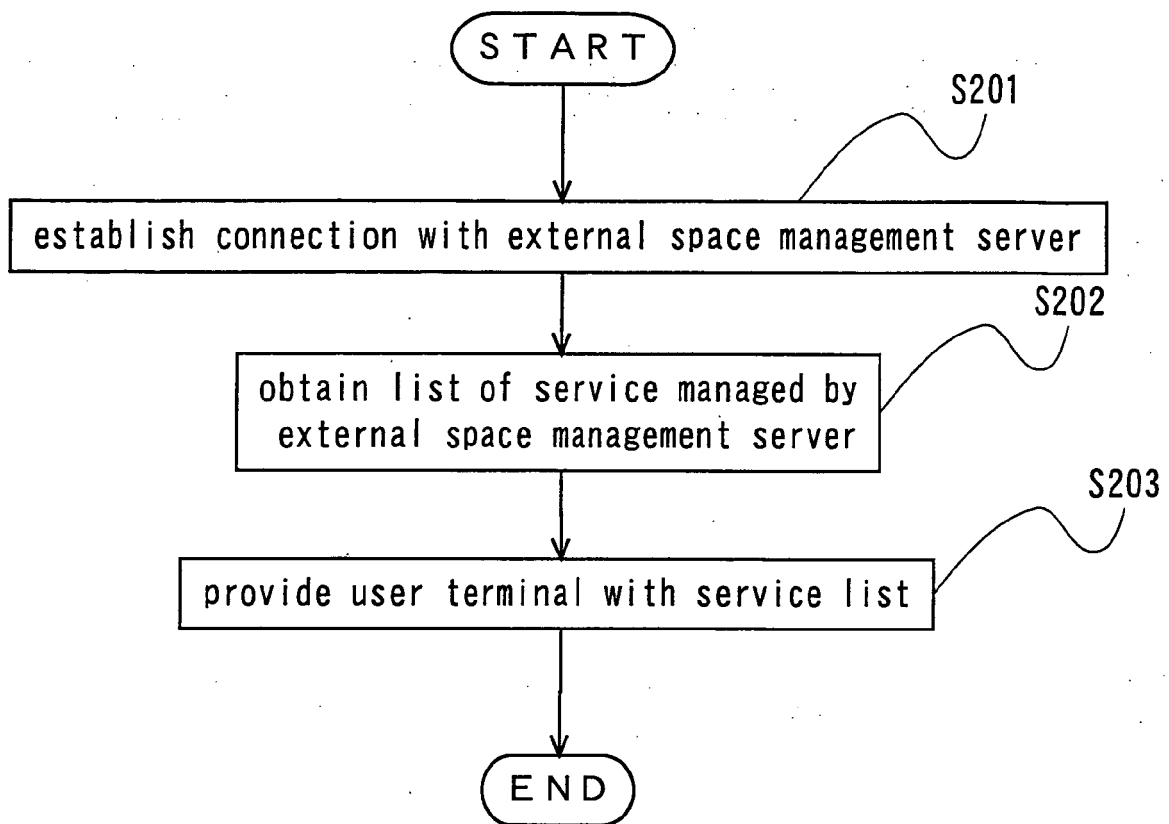 START
S201
establish connection with external space management server
S202
obtain list of service managed by
external space management server
S203
provide user terminal with service list
END